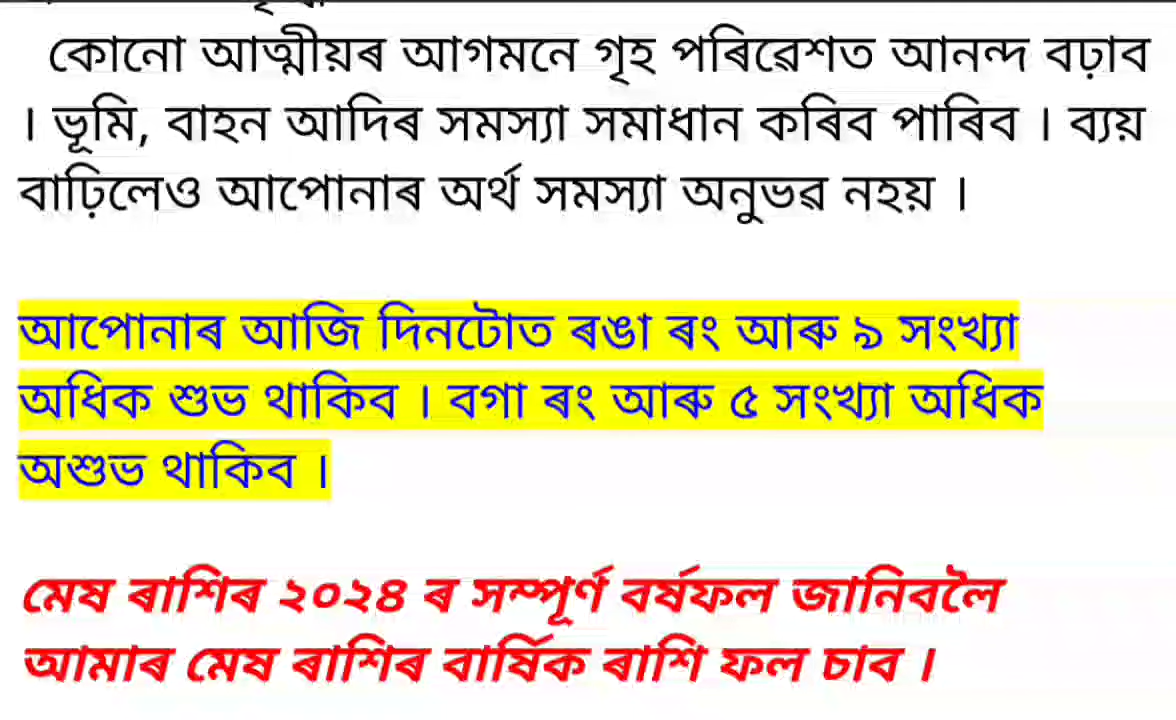 কোনো আত্মীয়ৰ আগমনে গৃহ পৰিৱেশত আনন্দ বঢ়াব
। ভূমি, বাহন আদিৰ সমস্যা সমাধান কৰিব পাৰিব । ব্যয়
বাঢ়িলেও আপোনাৰ অৰ্থ সমস্যা অনুভৱ নহয় ।
আপোনাৰ আজি দিনটোত ৰঙা ৰং আৰু ৯ সংখ্যা
অধিক শুভ থাকিব । বগা ৰং আৰু ৫ সংখ্যা অধিক
অশুভ থাকিব ।
মেষ ৰাশিৰ ২০২৪ ৰ সম্পূৰ্ণ বৰ্ষফল জানিবলৈ
আমাৰ মেষ ৰাশিৰ বাৰ্ষিক ৰাশি ফল চাব ।